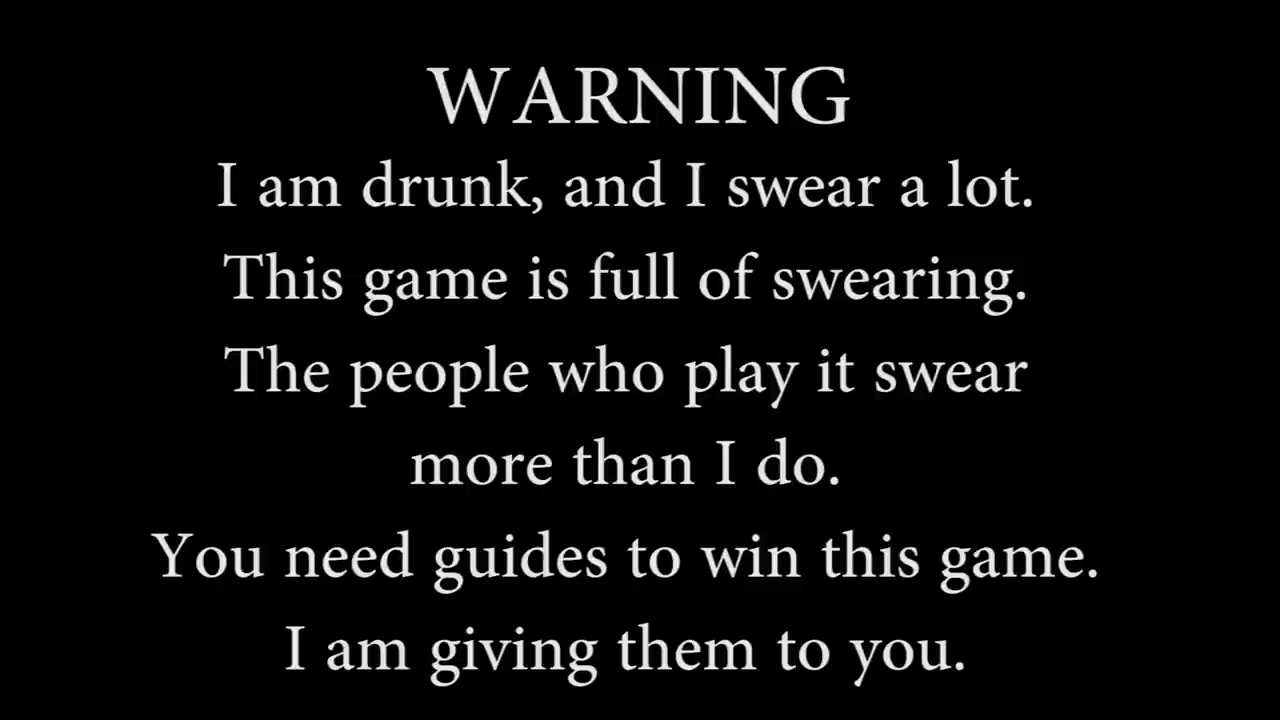 WARNING
I am drunk, and I swear a lot.
This game is full of swearing.
The people who play it swear
more than I do.
You need guides to win this game.
I am giving them to you.